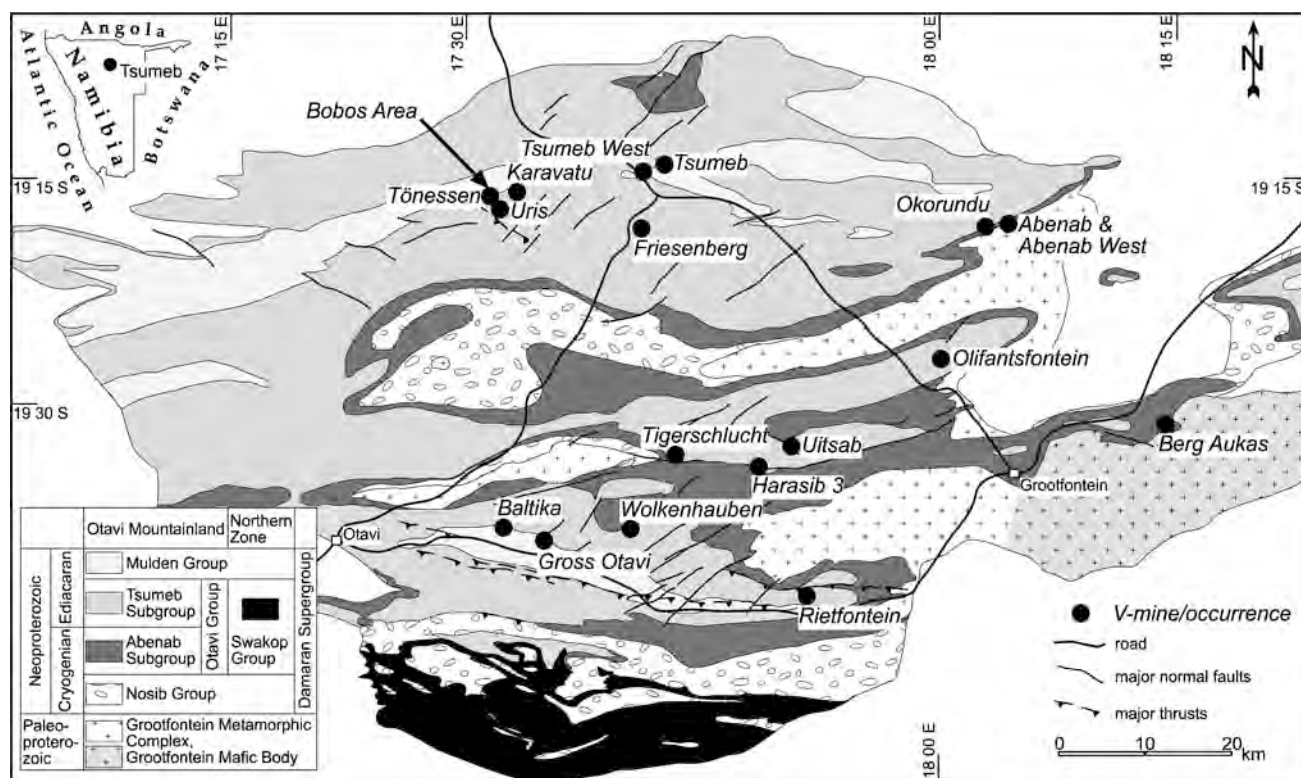 17 15 E
17 30 E
18 00 E
18 15 E
Angola
Atlantic Ocean
Namibia
Tsumeb
Botswana
N
Bobos Area
Tsumeb West
Tsumeb
Karavatu
Tönessen
Uris
Friesenberg
19 15 S
19 15 S
Okorundu
Abenab &
Abenab West
Olifantsfontein
19 30 S
Tigerschlucht
Uitsab
Harasib 3
Berg Aukas
Grootfontein
Baltika
Wolkenhauben
Otavi
Gross Otavi
Rietfontein
Otavi Mountainland
Northern
Zone
Neoproterozoic
Cryogenian
Ediacaran
Mulden Group
Tsumeb
Subgroup
Abenab
Subgroup
Otavi Group
Swakop
Group
Damaran Supergroup
Nosib Group
Paleo-
proterozoic
Grootfontein Metamorphic
Complex,
Grootfontein Mafic Body
V-mine/occurrence
road
major normal faults
major thrusts
0 10 20
km
18 00 E